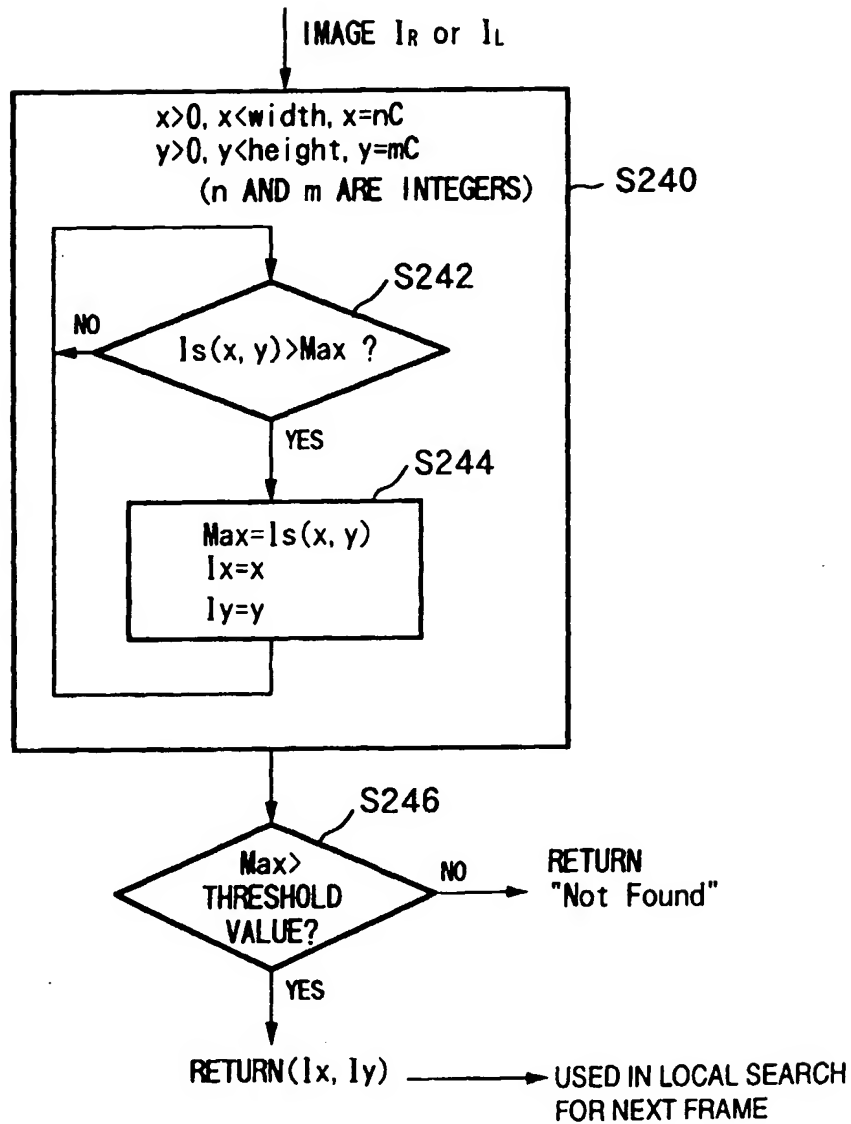 IMAGE IR or IL
x>0, x<width, x=nC
y>0, y<height, y=mC
(n AND m ARE INTEGERS)
S240
S242
NO
Is(x, y)>Max ?
YES
S244
Max=Is(x, y)
Ix=x
Iy=y
S246
Max>
THRESHOLD
VALUE?
NO
RETURN
"Not Found"
YES
RETURN(Ix, Iy)
USED IN LOCAL SEARCH
FOR NEXT FRAME